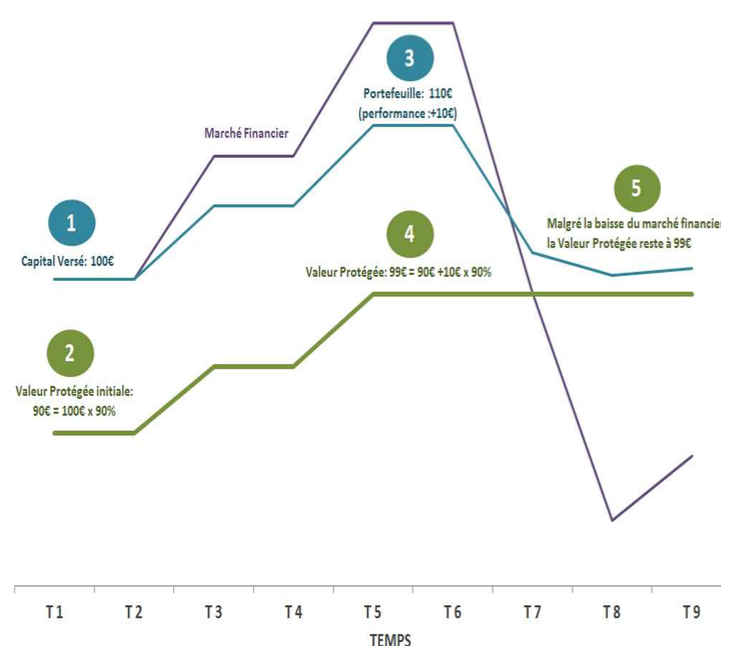 3
Portefeuille: 110€
(performance :+10€)
Marché Financier
5
1
Malgré la baisse du marché financie
la Valeur Protégée reste à 99€
4
Capital Versé: 100€
Valeur Protégée: 99€ = 90€ +10€ x 90%
2
Valeur Protégée initiale:
90€ = 100€ x 90%
T1 T2 T3 T4 T5 T6 T7 T8 T9
TEMPS